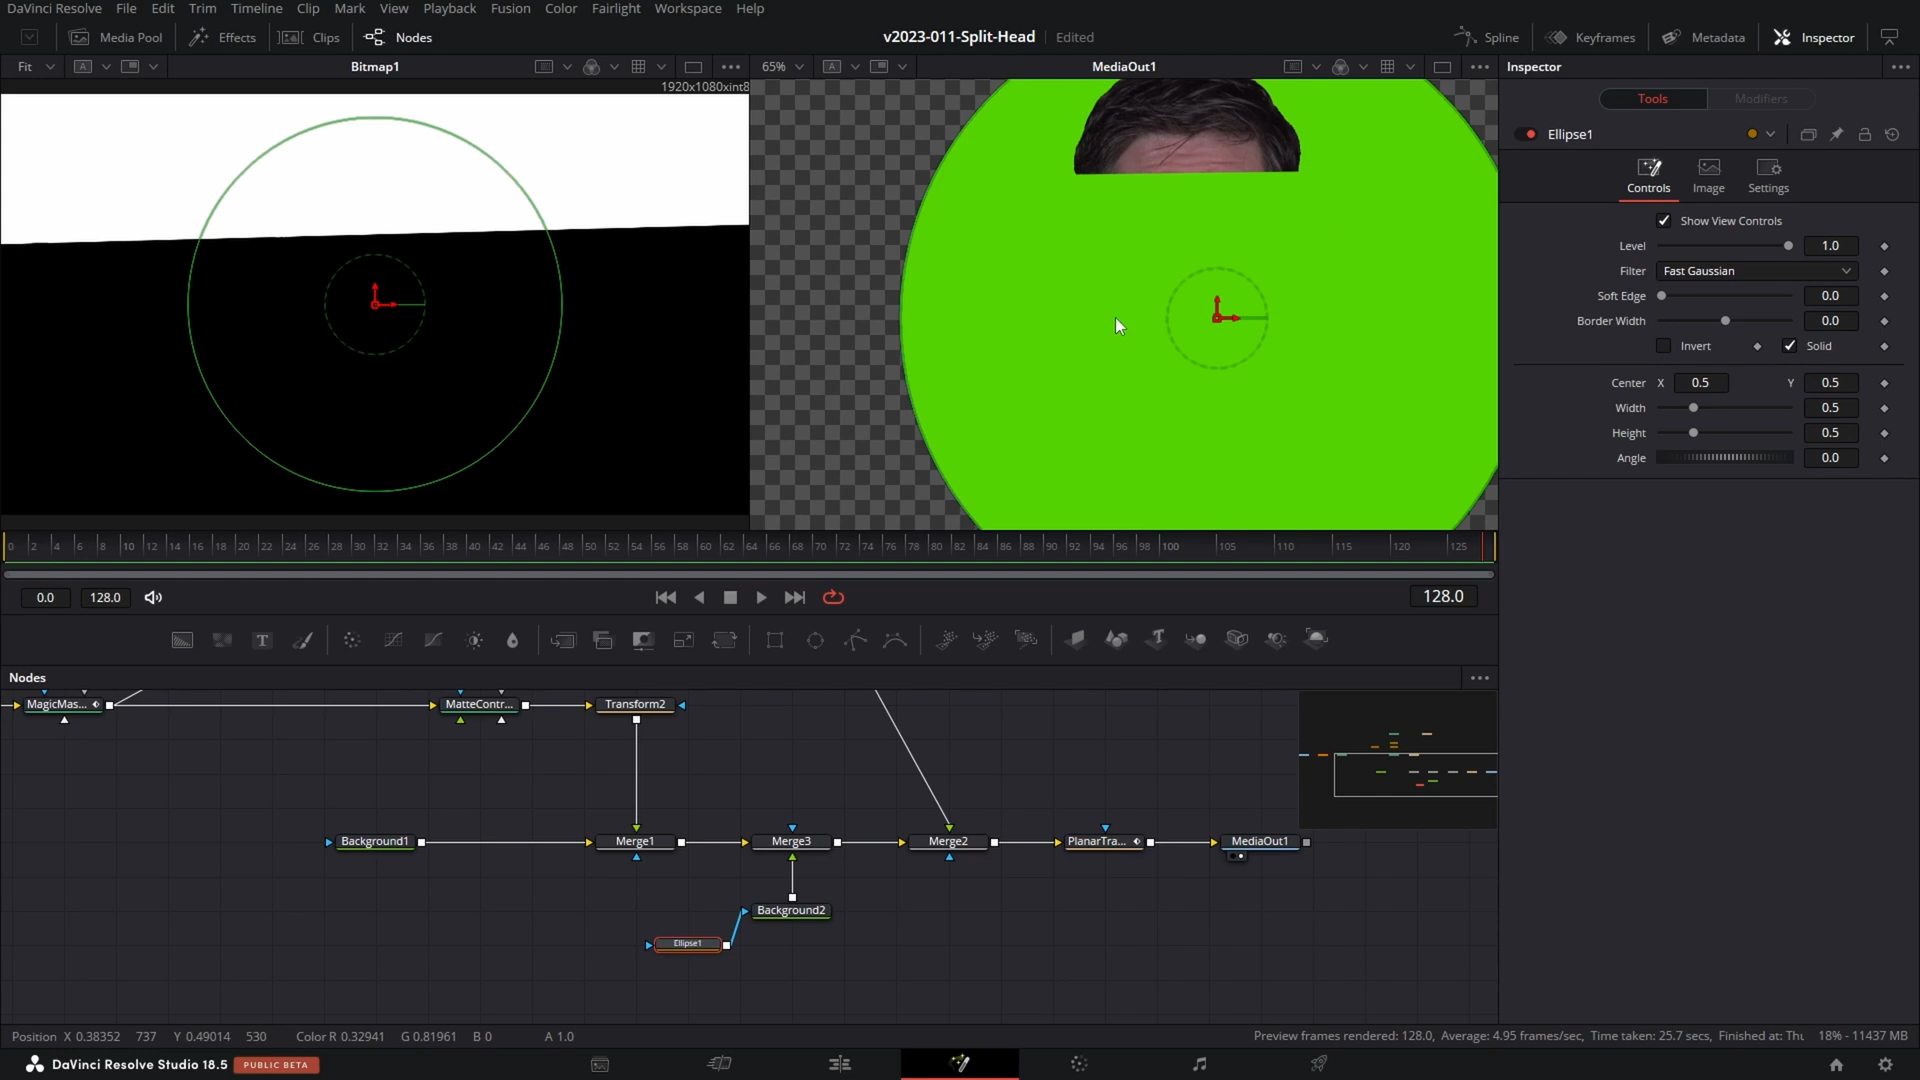 DaVinci Resolve File Edit Trim Timeline Clip Mark View Playback Fusion Color Fairlight Workspace Help
Media Pool Effects Clips Nodes v2023-011-Split-Head Edited Spline Keyframes Metadata Inspector
Fit A Bitmap1 65% A MediaOut1 Inspector
1920x1080xint8
Tools Modifiers
Ellipse1
Controls Image Settings
Show View Controls
Level 1.0
Filter Fast Gaussian
Soft Edge 0.0
Border Width 0.0
Invert Solid
Center X 0.5 Y 0.5
Width 0.5
Height 0.5
Angle 0.0
0 2 4 6 8 10 12 14 16 18 20 22 24 26 28 30 32 34 36 38 40 42 44 46 48 50 52 54 56 58 60 62 64 66 68 70 72 74 76 78 80 82 84 86 88 90 92 94 96 98 100 105 110 115 120 125
0.0 128.0 128.0
T T
Nodes
MagicMas... MatteContr... Transform2
Background1 Merge1 Merge3 Merge2 PlanarTra... MediaOut1
Background2
Ellipse1
Position X 0.38352 737 Y 0.49014 530 Color R 0.32941 G 0.81961 B 0 A 1.0 Preview frames rendered: 128.0, Average: 4.95 frames/sec, Time taken: 25.7 secs, Finished at: Thu 18% - 11437 MB
DaVinci Resolve Studio 18.5 PUBLIC BETA